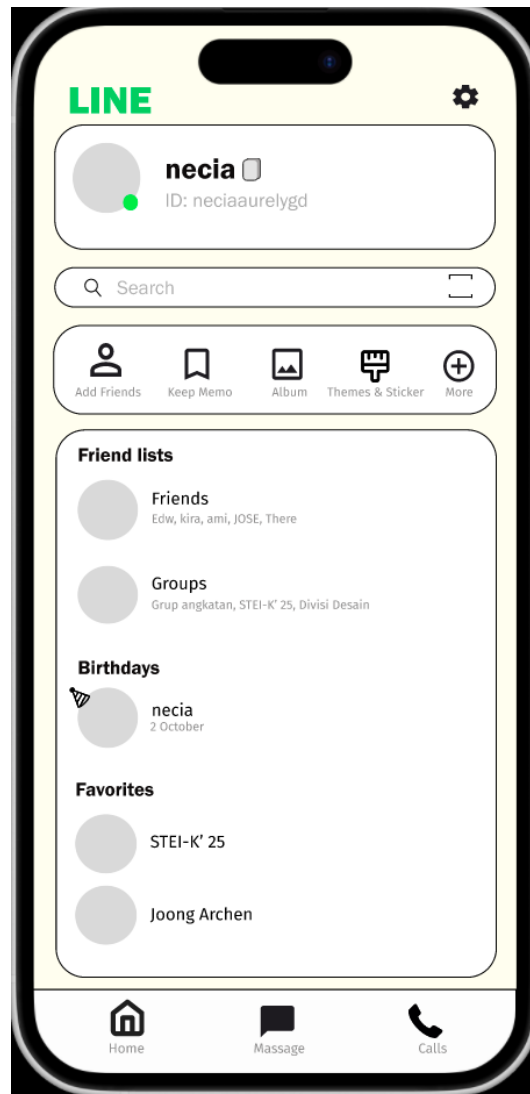 LINE
necia
ID: neciaaurelygd
Search
Add Friends
Keep Memo
Album
Themes & Sticker
More
Friend lists
Friends
Edw, kira, ami, JOSE, There
Groups
Grup angkatan, STEI-K' 25, Divisi Desain
Birthdays
necia
2 October
Favorites
STEI-K' 25
Joong Archen
Home
Massage
Calls